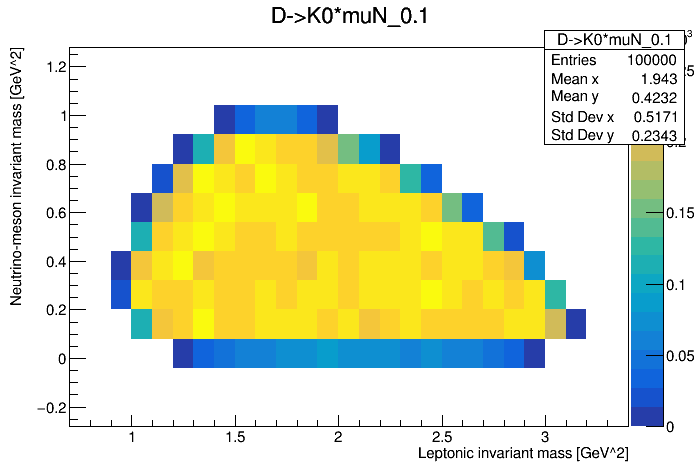 D->K0*muN_0.1
D->K0*muN_0.1
Entries 100000
Mean x 1.943
Mean y 0.4232
Std Dev x 0.5171
Std Dev y 0.2343
Neutrino-meson invariant mass [GeV^2]
1.2
1
0.8
0.6
0.4
0.2
0
−0.2
1
1.5
2
2.5
3
Leptonic invariant mass [GeV^2]
0.15
0.1
0.05
0